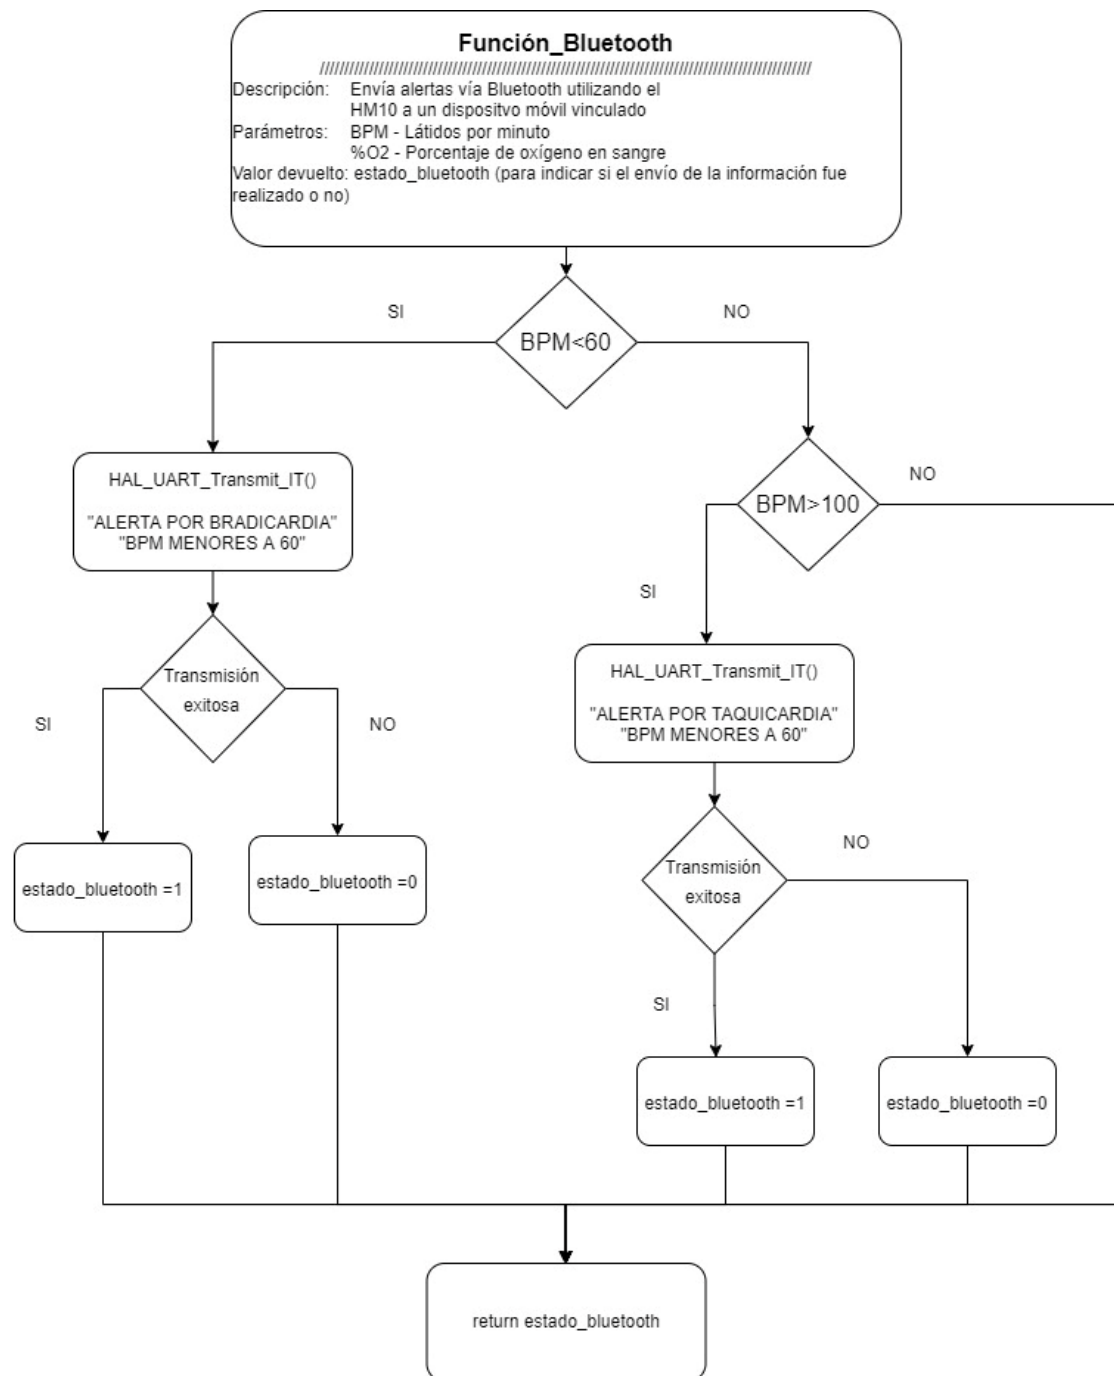 Función_Bluetooth
///////////////////////////////////////////////////////////////////////////////////////////////////
Descripción: Envía alertas vía Bluetooth utilizando el
HM10 a un dispositvo móvil vinculado
Parámetros: BPM - Látidos por minuto
%O2 - Porcentaje de oxígeno en sangre
Valor devuelto: estado_bluetooth (para indicar si el envío de la información fue
realizado o no)
SI
NO
BPM<60
HAL_UART_Transmit_IT()
"ALERTA POR BRADICARDIA"
"BPM MENORES A 60"
NO
BPM>100
SI
Transmisión
exitosa
SI
NO
HAL_UART_Transmit_IT()
"ALERTA POR TAQUICARDIA"
"BPM MENORES A 60"
estado_bluetooth =1
estado_bluetooth =0
NO
Transmisión
exitosa
SI
estado_bluetooth =1
estado_bluetooth =0
return estado_bluetooth